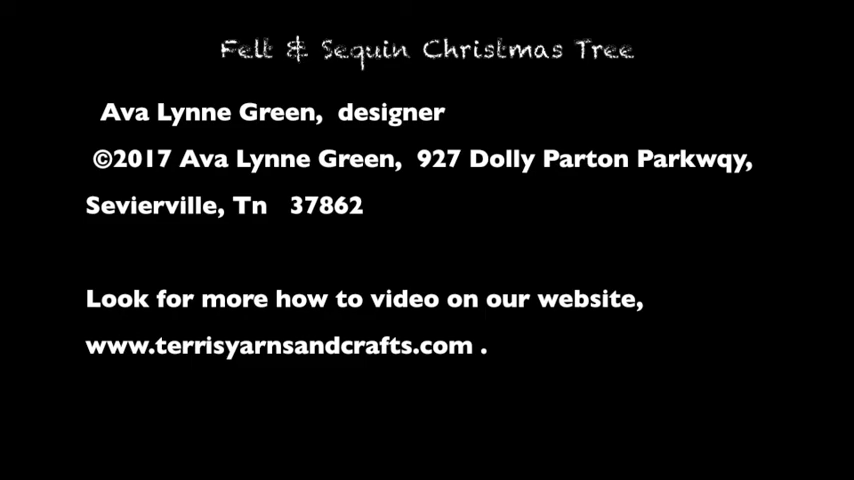 Felt & Sequin Christmas Tree
Ava Lynne Green, designer
©2017 Ava Lynne Green, 927 Dolly Parton Parkwqy,
Sevierville, Tn 37862
Look for more how to video on our website,
www.terrisyarnsandcrafts.com .